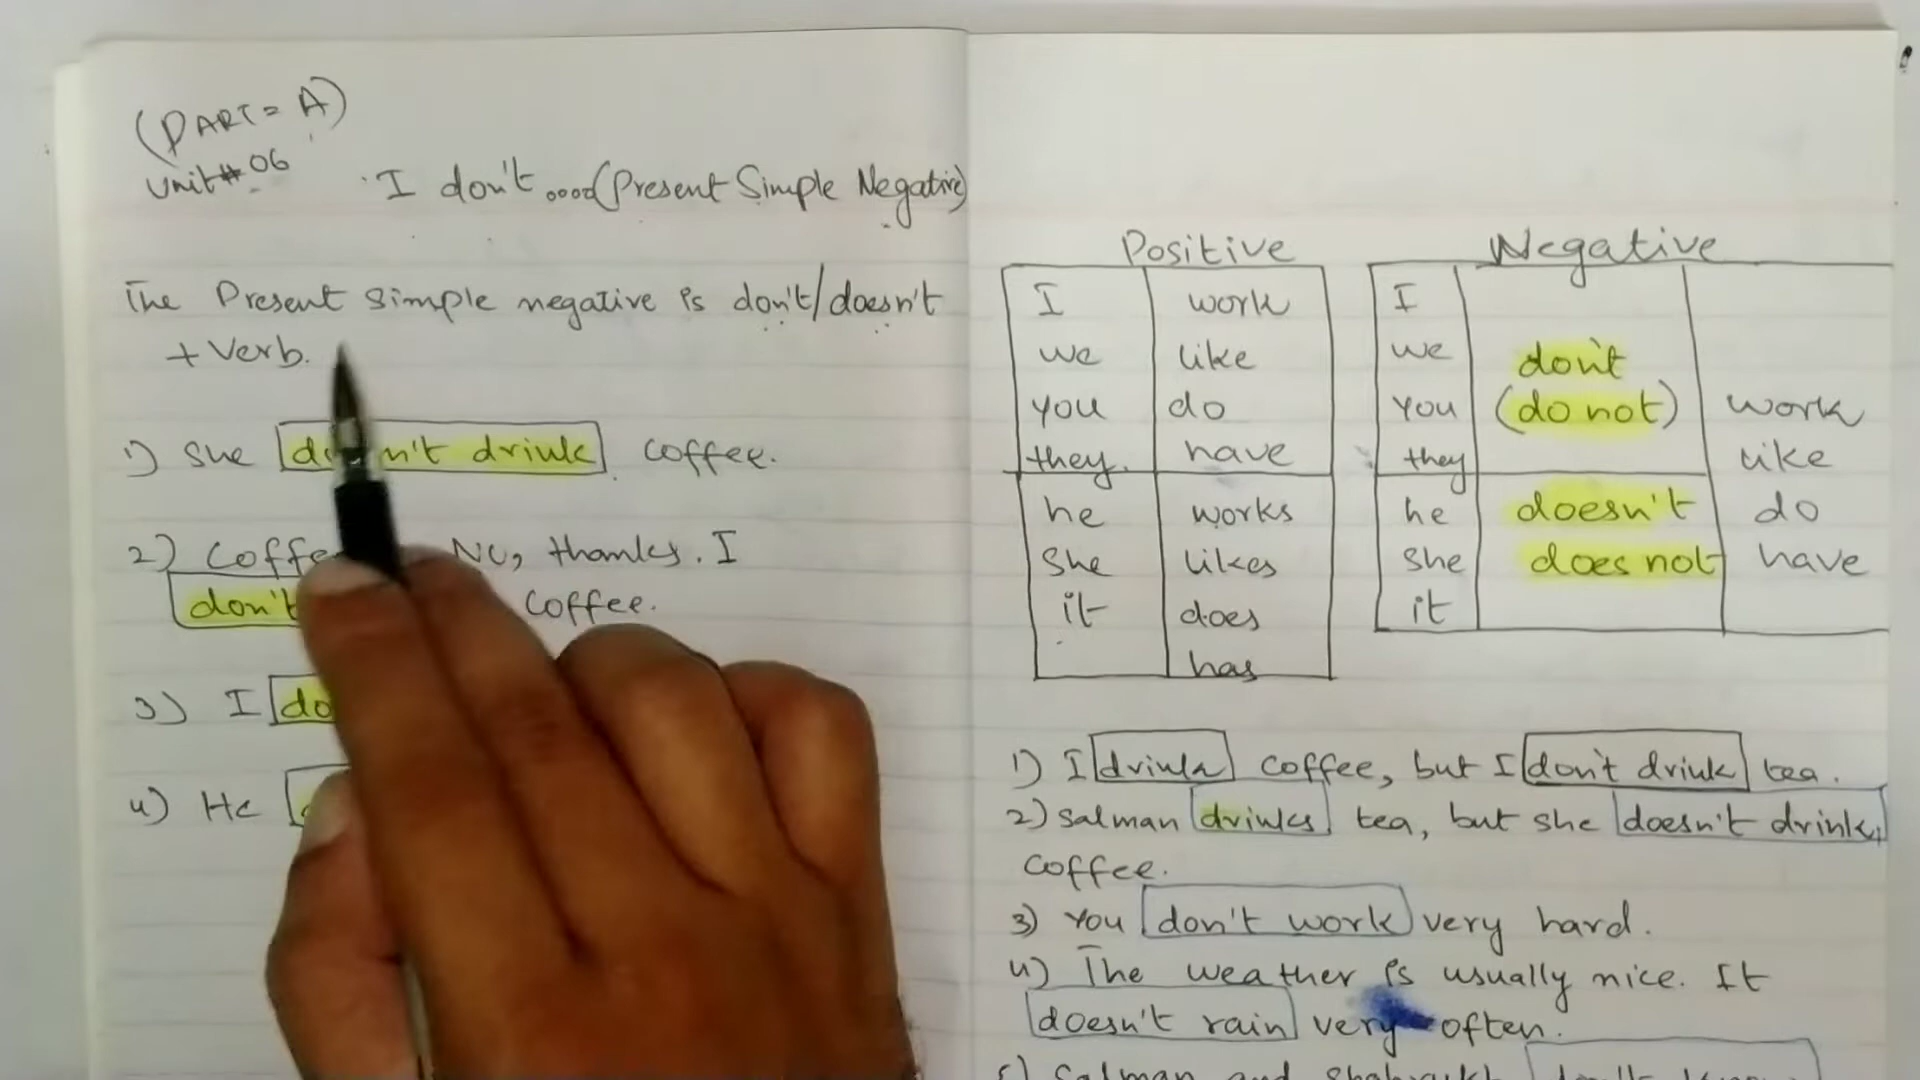 (PART = A)
Unit # 06
I don't ....(Present Simple Negative)
The Present simple negative is don't/doesn't
+ Verb.
1) She drink coffee.
2) No, thanks. I
don't coffee.
3) I
4) He
Positive
I work
we like
you do
they. have
he works
she likes
it does
has
Negative
I
we don't
you (do not) work
they like
he doesn't do
she does not have
it
1) I drink coffee, but I don't drink tea.
2) Salman drinks tea, but she doesn't drink
coffee.
3) You don't work very hard.
4) The weather is usually nice. It
doesn't rain very often.
Salman and